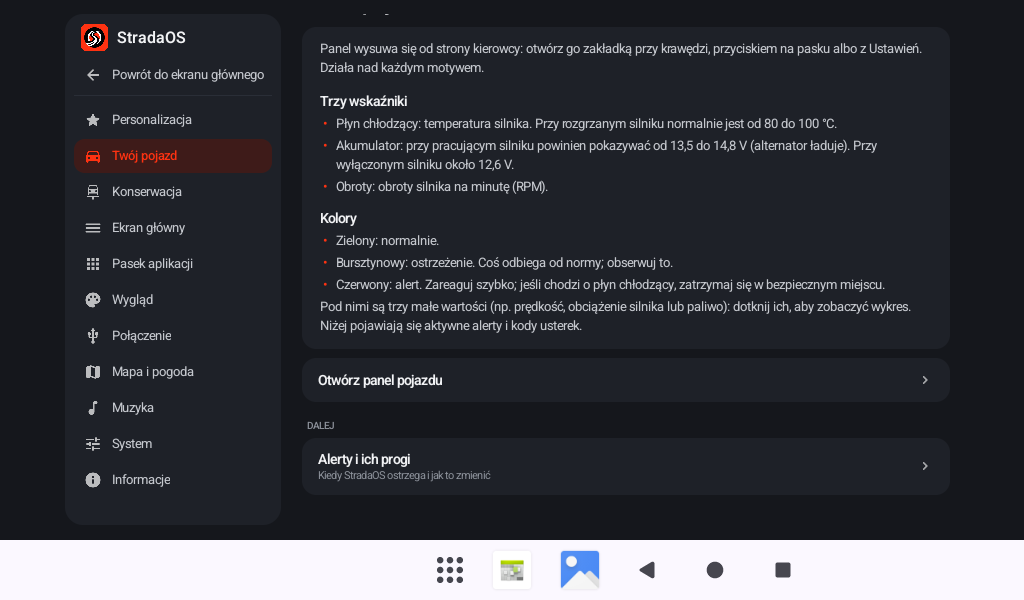 StradaOS
Powrót do ekranu głównego
Personalizacja
Twój pojazd
Konserwacja
Ekran główny
Pasek aplikacji
Wygląd
Połączenie
Mapa i pogoda
Muzyka
System
Informacje
Panel wysuwa się od strony kierowcy: otwórz go zakładką przy krawędzi, przyciskiem na pasku albo z Ustawień.
Działa nad każdym motywem.
Trzy wskaźniki
• Płyn chłodzący: temperatura silnika. Przy rozgrzanym silniku normalnie jest od 80 do 100 °C.
• Akumulator: przy pracującym silniku powinien pokazywać od 13,5 do 14,8 V (alternator ładuje). Przy
wyłączonym silniku około 12,6 V.
• Obroty: obroty silnika na minutę (RPM).
Kolory
• Zielony: normalnie.
• Bursztynowy: ostrzeżenie. Coś odbiega od normy; obserwuj to.
• Czerwony: alert. Zareaguj szybko; jeśli chodzi o płyn chłodzący, zatrzymaj się w bezpiecznym miejscu.
Pod nimi są trzy małe wartości (np. prędkość, obciążenie silnika lub paliwo): dotknij ich, aby zobaczyć wykres.
Niżej pojawiają się aktywne alerty i kody usterek.
Otwórz panel pojazdu
DALEJ
Alerty i ich progi
Kiedy StradaOS ostrzega i jak to zmienić